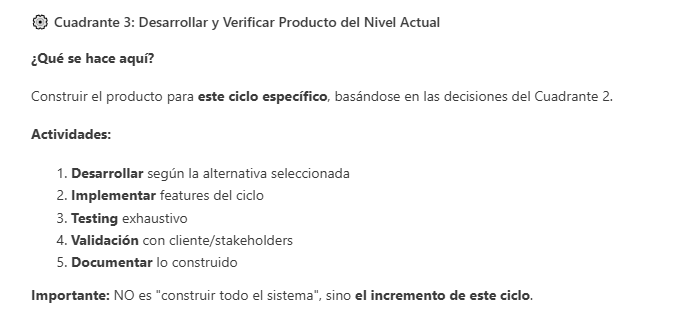 Cuadrante 3: Desarrollar y Verificar Producto del Nivel Actual
¿Qué se hace aquí?
Construir el producto para este ciclo específico, basándose en las decisiones del Cuadrante 2.
Actividades:
1. Desarrollar según la alternativa seleccionada
2. Implementar features del ciclo
3. Testing exhaustivo
4. Validación con cliente/stakeholders
5. Documentar lo construido
Importante: NO es "construir todo el sistema", sino el incremento de este ciclo.